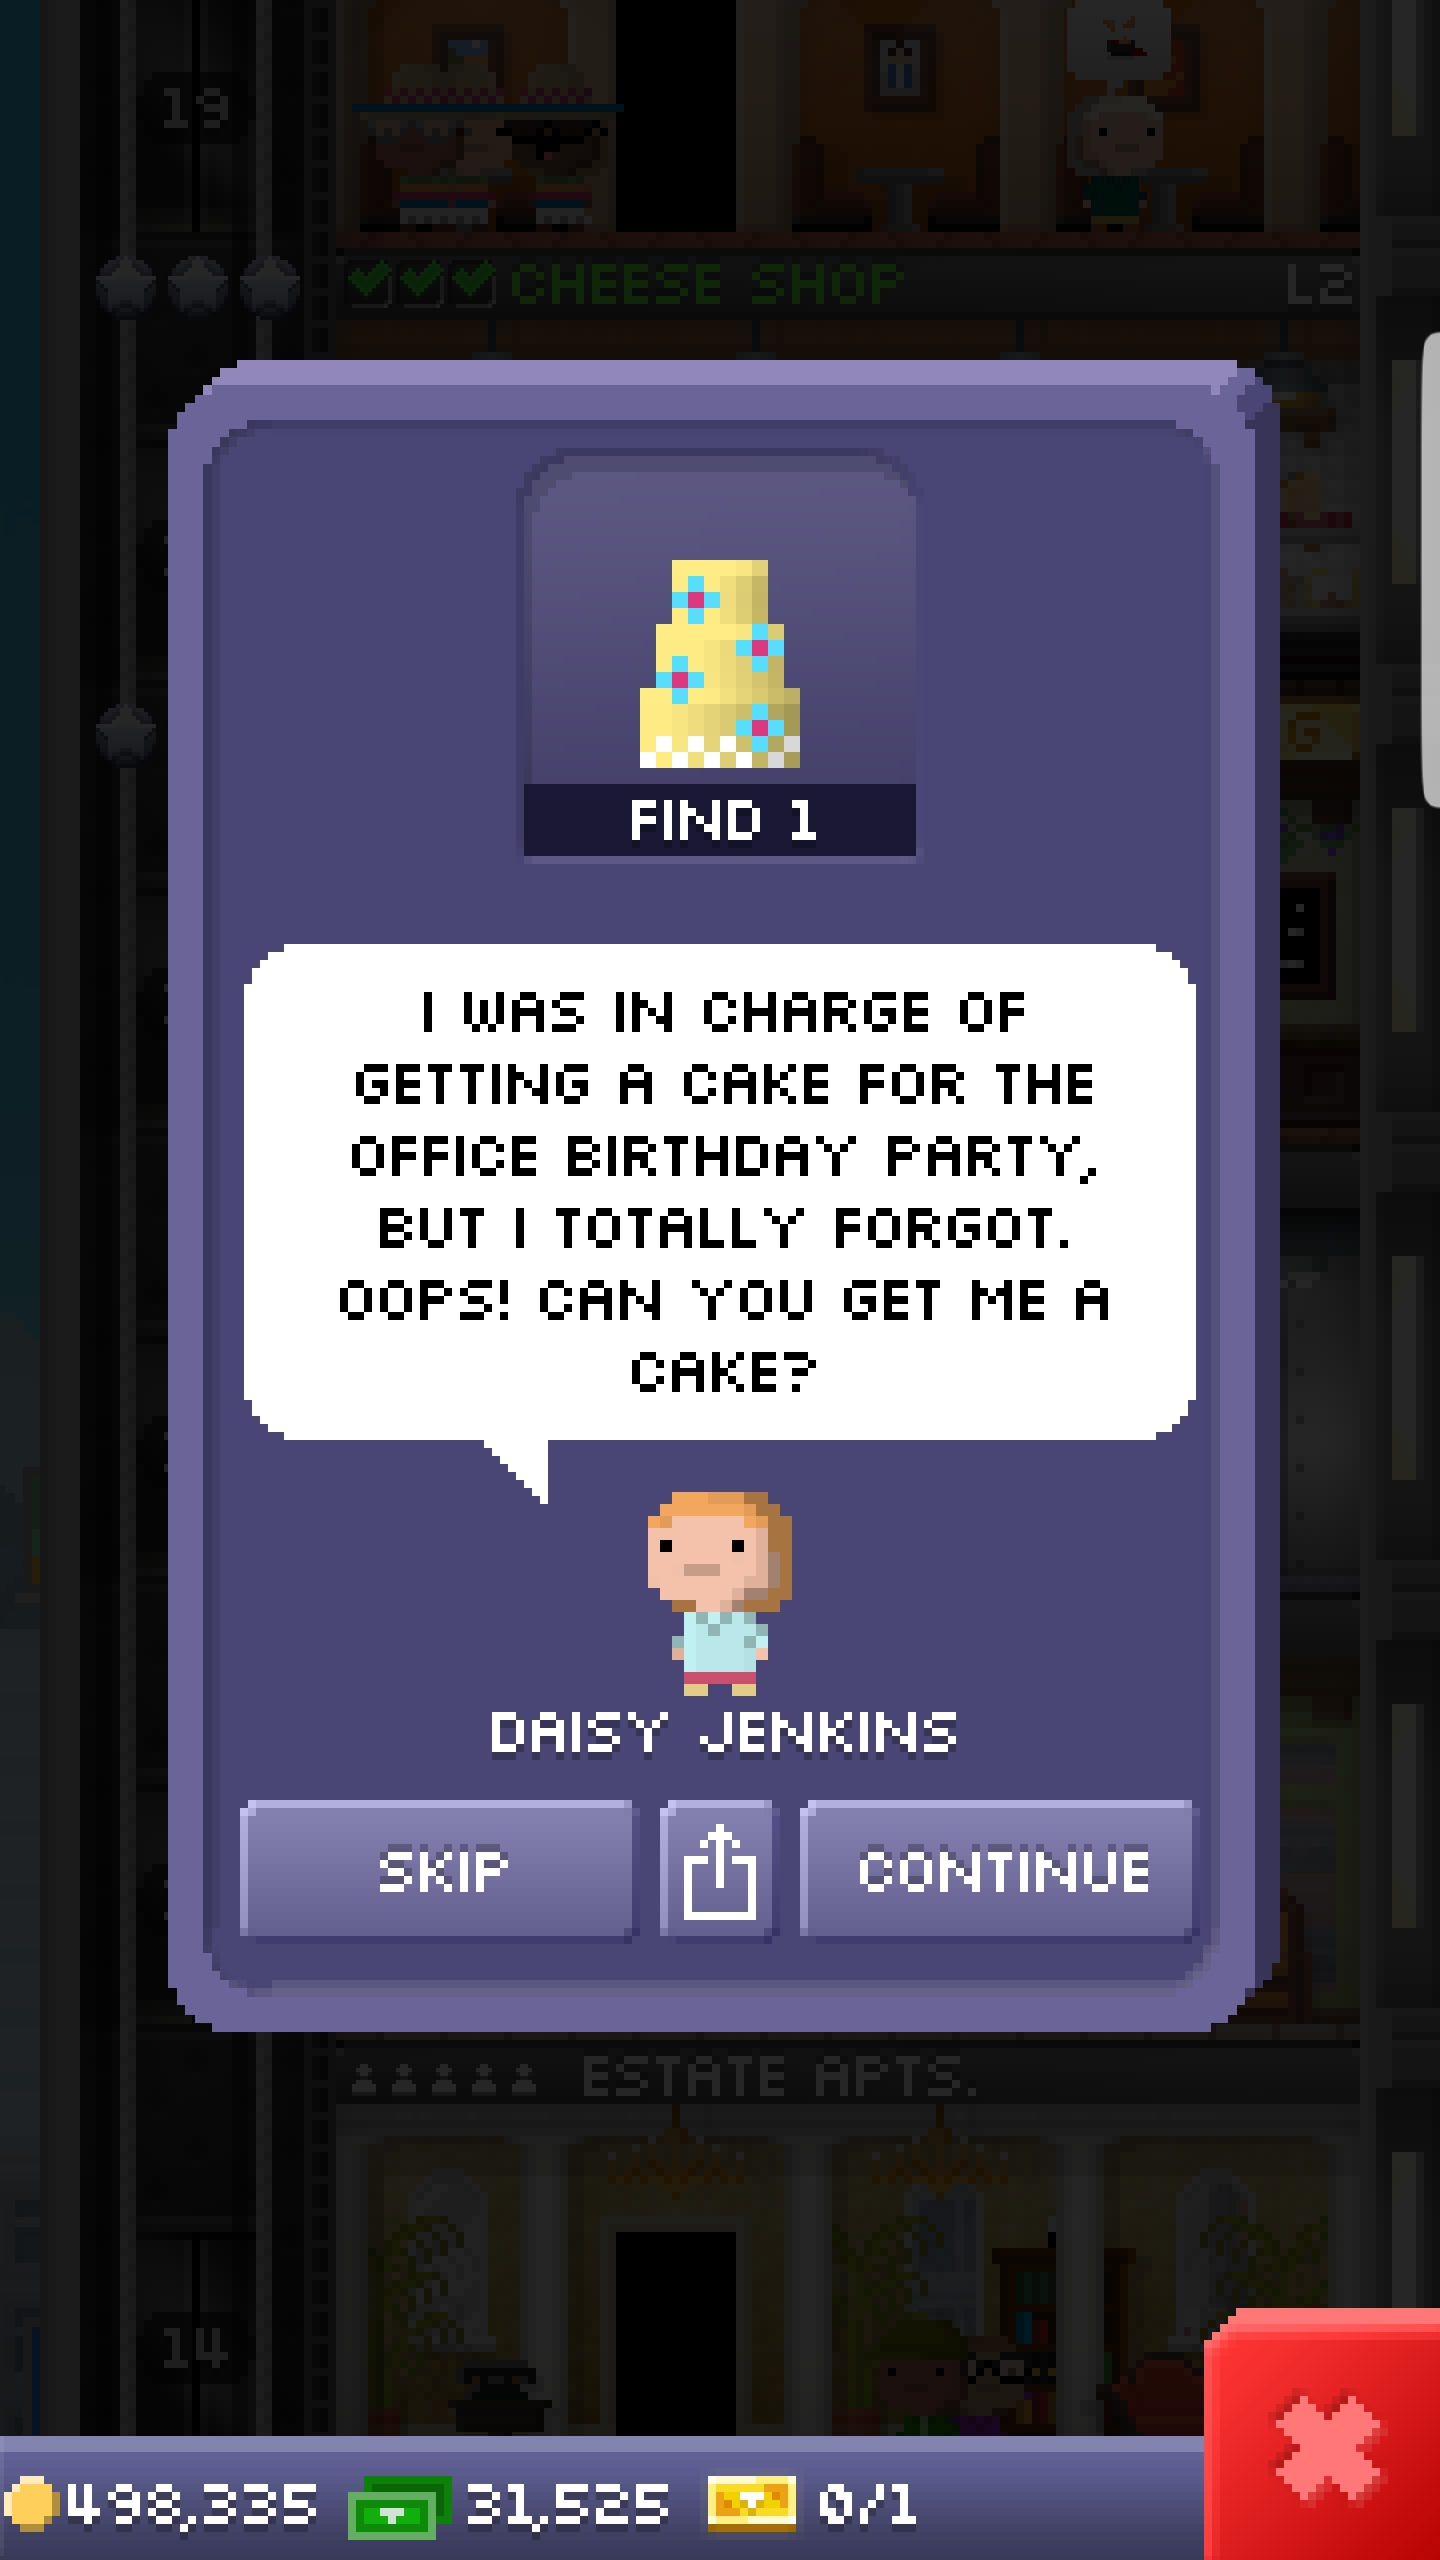 19
CHEESE SHOP
L2
FIND 1
I WAS IN CHARGE OF
GETTING A CAKE FOR THE
OFFICE BIRTHDAY PARTY,
BUT I TOTALLY FORGOT.
OOPS! CAN YOU GET ME A
CAKE?
DAISY JENKINS
SKIP
CONTINUE
ESTATE APTS.
14
498,335
31,525
0/1